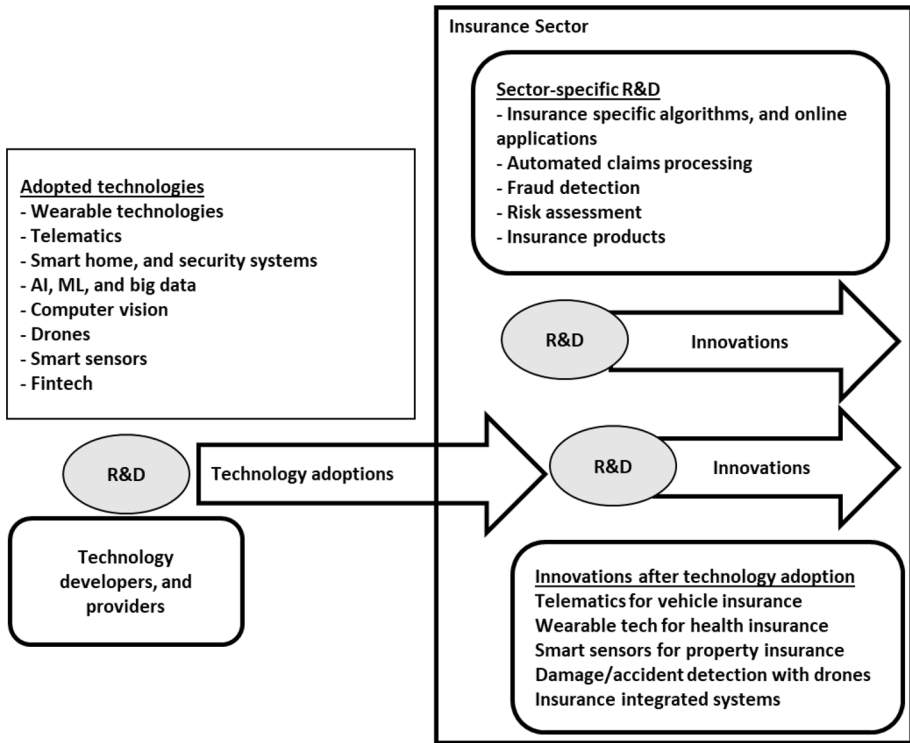 Insurance Sector
Sector-specific R&D
- Insurance specific algorithms, and online
applications
- Automated claims processing
- Fraud detection
- Risk assessment
- Insurance products
Adopted technologies
- Wearable technologies
- Telematics
- Smart home, and security systems
- AI, ML, and big data
- Computer vision
- Drones
- Smart sensors
- Fintech
R&D
Innovations
R&D
Technology adoptions
R&D
Innovations
Technology
developers, and
providers
Innovations after technology adoption
Telematics for vehicle insurance
Wearable tech for health insurance
Smart sensors for property insurance
Damage/accident detection with drones
Insurance integrated systems